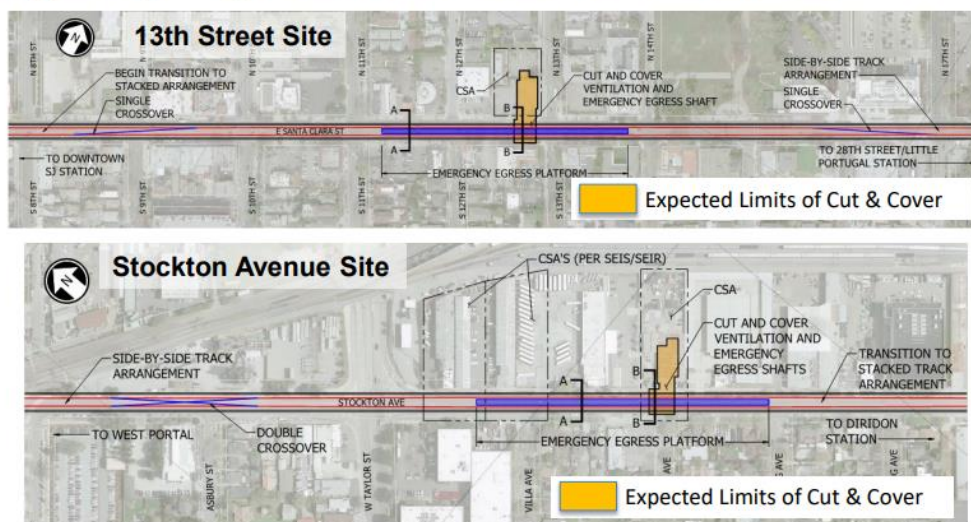 N
13th Street Site
N 8TH ST
N 9TH ST
N 11TH ST
N 12TH ST
N 13TH ST
N 14TH ST
N 17TH ST
BEGIN TRANSITION TO
STACKED ARRANGEMENT
SINGLE
CROSSOVER
CSA
CUT AND COVER
VENTILATION AND
EMERGENCY EGRESS SHAFT
SIDE-BY-SIDE TRACK
ARRANGEMENT
SINGLE
CROSSOVER
A
B
E SANTA CLARA ST
A
B
TO DOWNTOWN
SJ STATION
EMERGENCY EGRESS PLATFORM
TO 28TH STREET/LITTLE
PORTUGAL STATION
S 8TH ST
S 9TH ST
S 10TH ST
S 11TH ST
S 12TH ST
S 13TH ST
Expected Limits of Cut & Cover
N
Stockton Avenue Site
CSA'S (PER SEIS/SEIR)
CSA
CUT AND COVER
VENTILATION AND
EMERGENCY
EGRESS SHAFTS
SIDE-BY-SIDE TRACK
ARRANGEMENT
TRANSITION TO
STACKED TRACK
ARRANGEMENT
A
B
STOCKTON AVE
A
B
TO WEST PORTAL
DOUBLE
CROSSOVER
EMERGENCY EGRESS PLATFORM
TO DIRIDON
STATION
ASBURY ST
W TAYLOR ST
VILLA AVE
AVE
AVE
AVE
Expected Limits of Cut & Cover